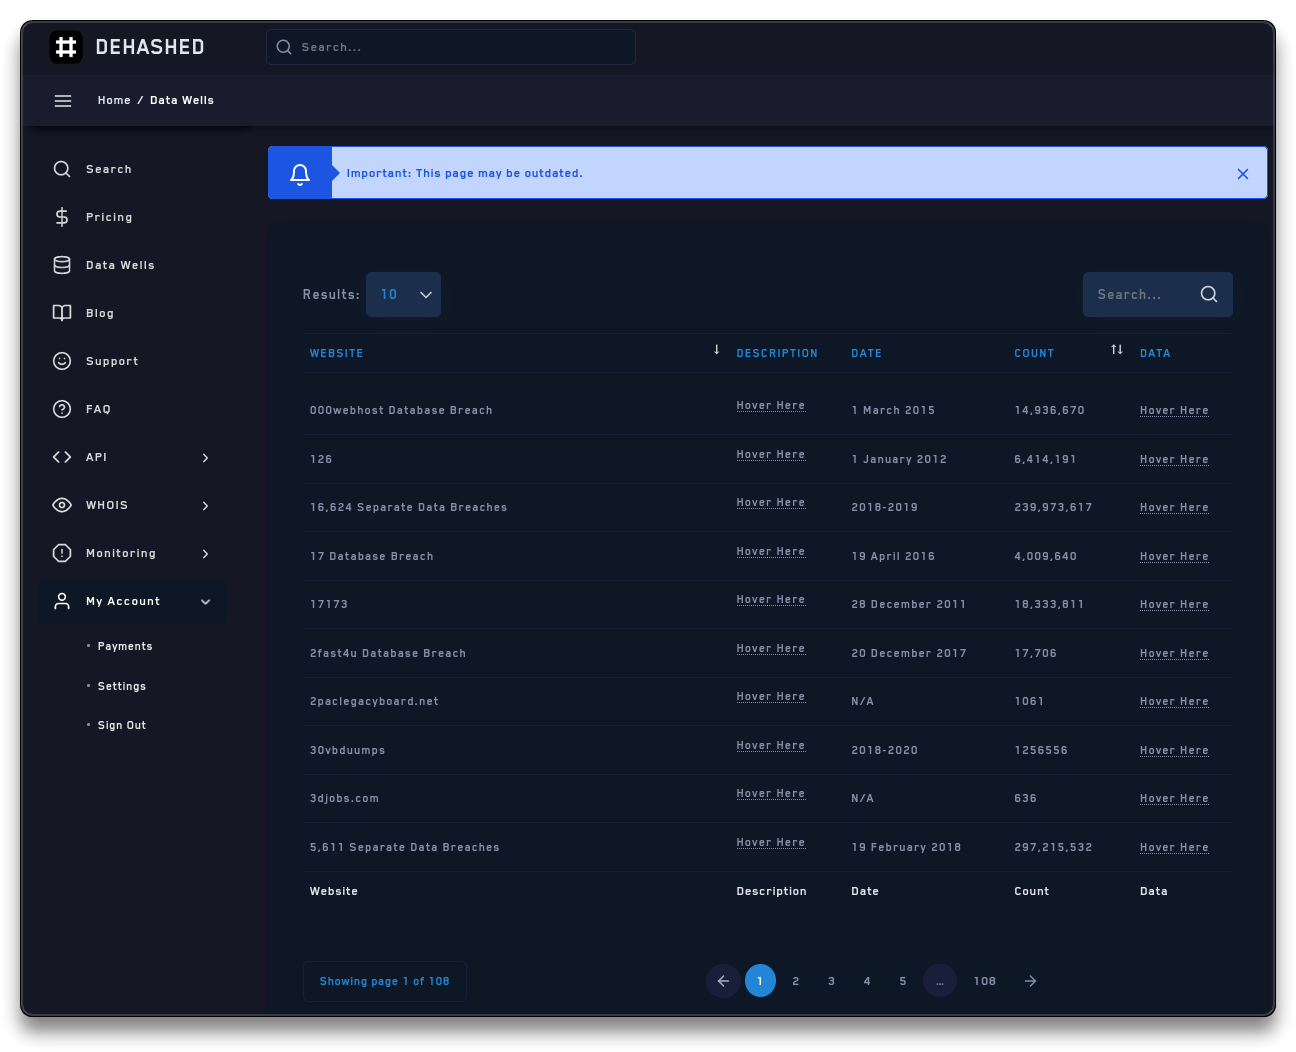 DEHASHED
Search...
Home / Data Wells
Search
Pricing
Data Wells
Blog
Support
FAQ
API
WHOIS
Monitoring
My Account
Payments
Settings
Sign Out
Important: This page may be outdated.
Results: 10
Search...
WEBSITE DESCRIPTION DATE COUNT DATA
000webhost Database Breach Hover Here 1 March 2015 14,936,670 Hover Here
126 Hover Here 1 January 2012 6,414,191 Hover Here
16,624 Separate Data Breaches Hover Here 2018-2019 239,973,617 Hover Here
17 Database Breach Hover Here 19 April 2016 4,009,640 Hover Here
17173 Hover Here 28 December 2011 18,333,811 Hover Here
2fast4u Database Breach Hover Here 20 December 2017 17,706 Hover Here
2paclegacyboard.net Hover Here N/A 1061 Hover Here
30vbduumps Hover Here 2018-2020 1256556 Hover Here
3djobs.com Hover Here N/A 636 Hover Here
5,611 Separate Data Breaches Hover Here 19 February 2018 297,215,532 Hover Here
Website Description Date Count Data
Showing page 1 of 108
1 2 3 4 5 ... 108